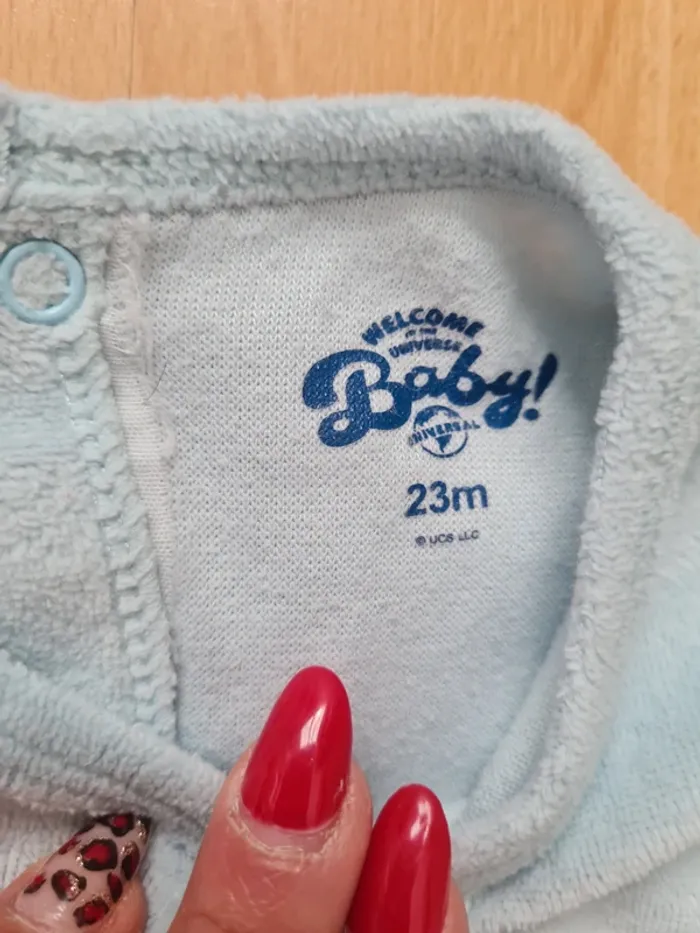 WELCOME
TO THE
UNIVERSE
Baby!
UNIVERSAL
23m
© UCS LLC